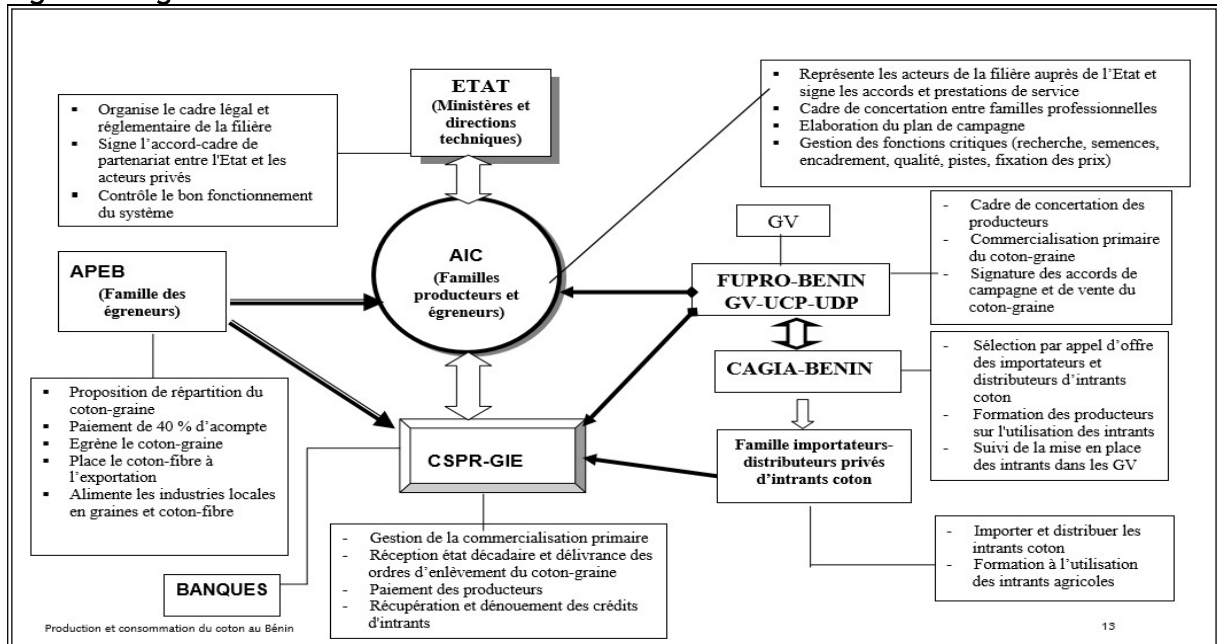 ETAT
(Ministères et
directions
techniques)
▪ Organise le cadre légal et
réglementaire de la filière
▪ Signe l'accord-cadre de
partenariat entre l'Etat et les
acteurs privés
▪ Contrôle le bon fonctionnement
du système
▪ Représente les acteurs de la filière auprès de l'Etat et
signe les accords et prestations de service
▪ Cadre de concertation entre familles professionnelles
▪ Elaboration du plan de campagne
▪ Gestion des fonctions critiques (recherche, semences,
encadrement, qualité, pistes, fixation des prix)
AIC
(Familles
producteurs et
égreneurs)
GV
- Cadre de concertation des
producteurs
- Commercialisation primaire
du coton-graine
- Signature des accords de
campagne et de vente du
coton-graine
APEB
(Famille des
égreneurs)
FUPRO-BENIN
GV-UCP-UDP
CAGIA-BENIN
- Sélection par appel d'offre
des importateurs et
distributeurs d'intrants
coton
- Formation des producteurs
sur l'utilisation des intrants
- Suivi de la mise en place
des intrants dans les GV
▪ Proposition de répartition du
coton-graine
▪ Paiement de 40 % d'acompte
▪ Egrène le coton-graine
▪ Place le coton-fibre à
l'exportation
▪ Alimente les industries locales
en graines et coton-fibre
CSPR-GIE
Famille importateurs-
distributeurs privés
d'intrants coton
- Gestion de la commercialisation primaire
- Réception état décadaire et délivrance des
ordres d'enlèvement du coton-graine
- Paiement des producteurs
- Récupération et dénouement des crédits
d'intrants
- Importer et distribuer les
intrants coton
- Formation à l'utilisation
des intrants agricoles
BANQUES
Production et consommation du coton au Bénin
13